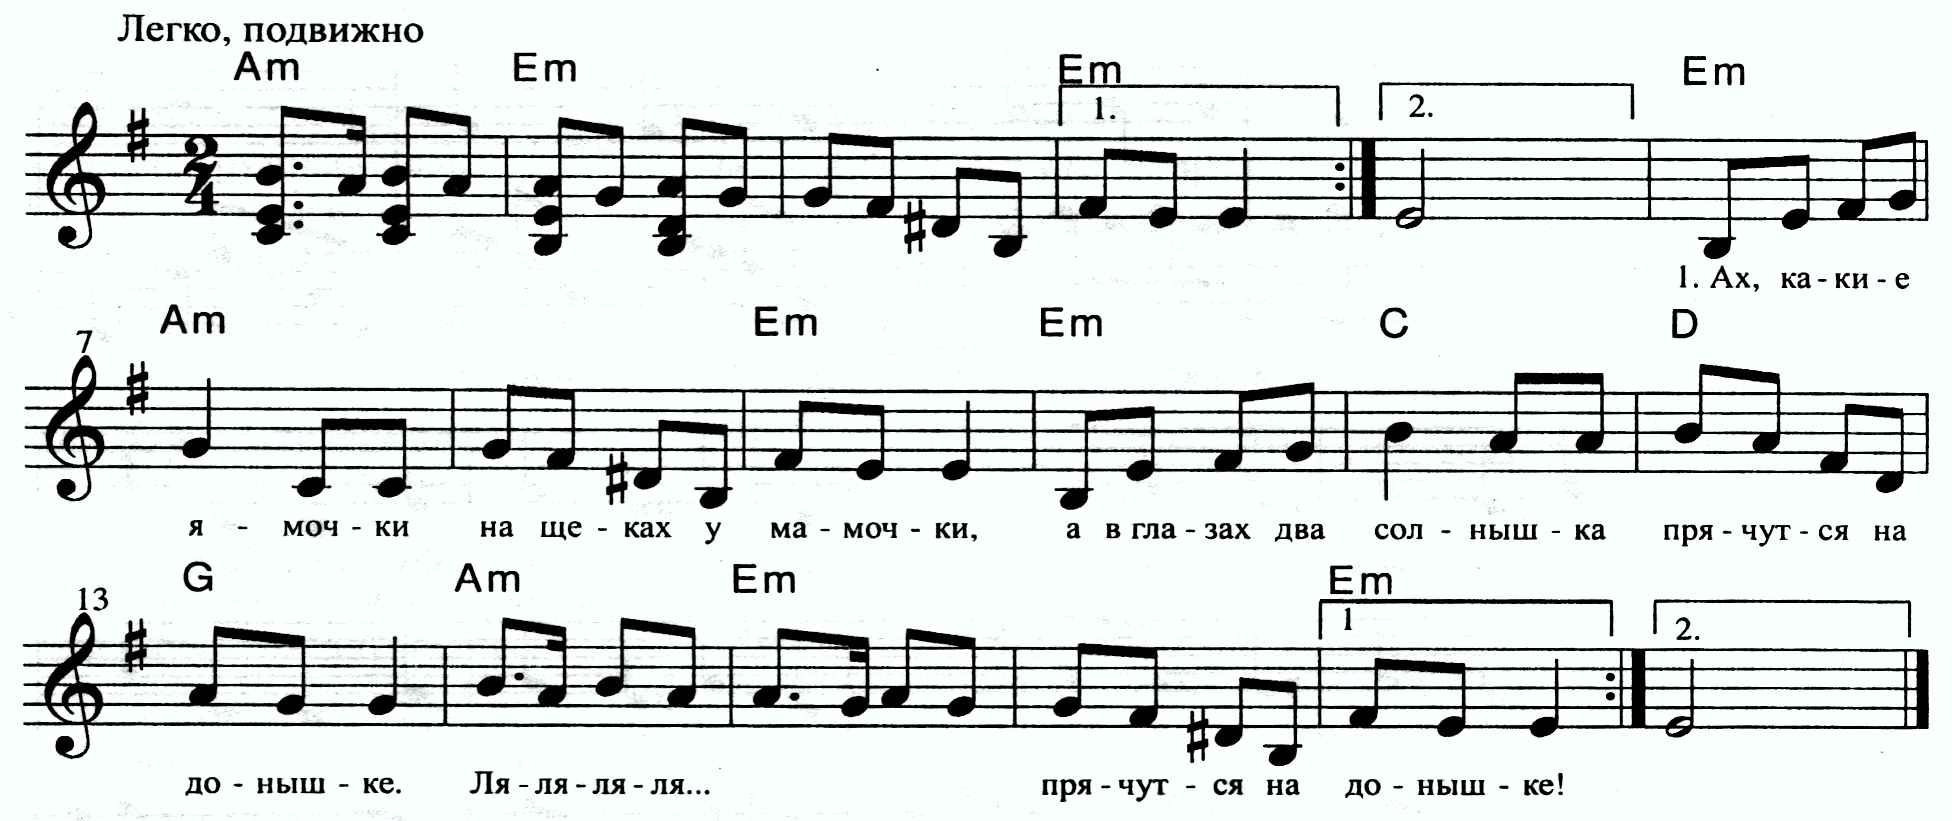 Легко, подвижно
Am Em Em Em
1. 2.
2
4
1. Ах, ка - ки - е
7 Am Em Em C D
я - моч - ки на ще - ках у ма - моч - ки, а в гла - зах два сол - ныш - ка пря - чут - ся на
13 G Am Em Em
1 2.
до - ныш - ке. Ля - ля - ля - ля... пря - чут - ся на до - ныш - ке!